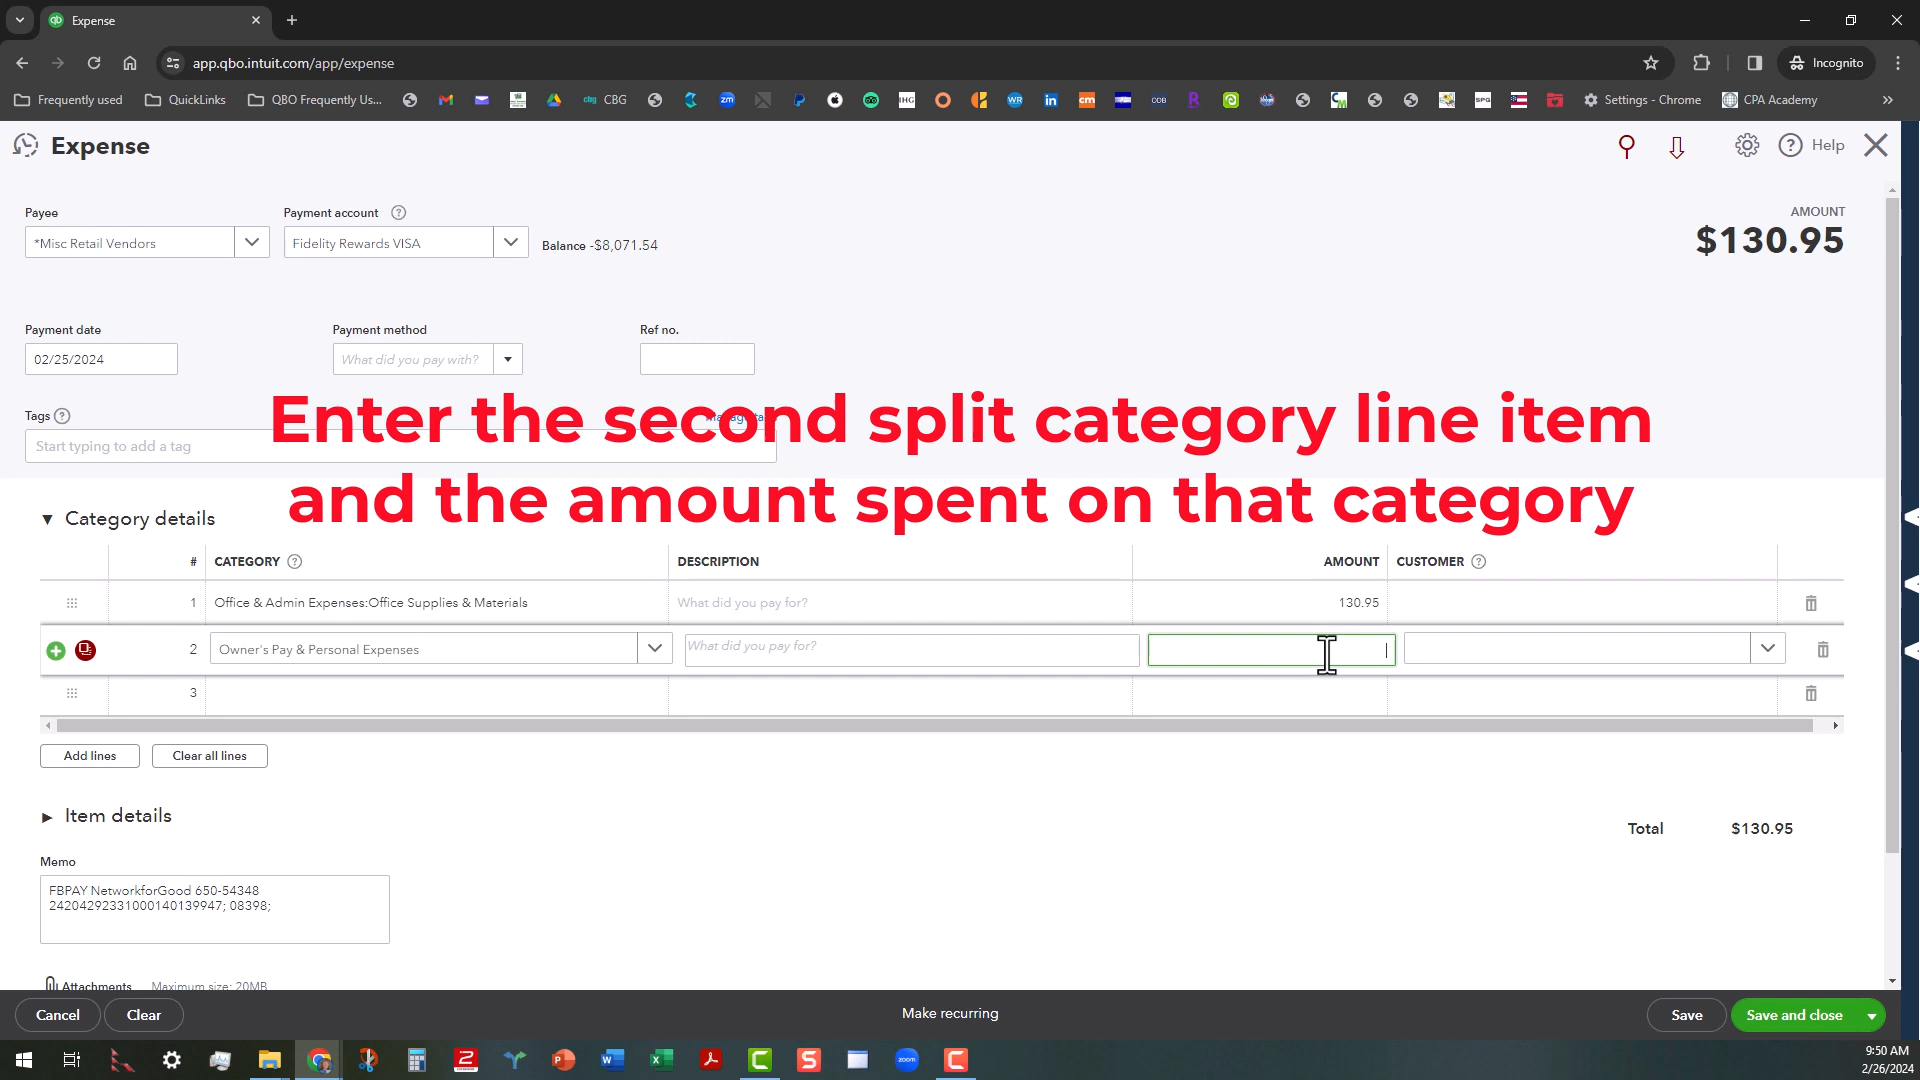 Expense
app.qbo.intuit.com/app/expense
Incognito
Frequently used
QuickLinks
QBO Frequently Us...
CBG
Settings - Chrome
CPA Academy
Expense
Help
Payee
Payment account
*Misc Retail Vendors
Fidelity Rewards VISA
Balance -$8,071.54
AMOUNT
$130.95
Payment date
Payment method
Ref no.
02/25/2024
What did you pay with?
Tags
Start typing to add a tag
Enter the second split category line item
and the amount spent on that category
Category details
# CATEGORY DESCRIPTION AMOUNT CUSTOMER
1 Office & Admin Expenses:Office Supplies & Materials What did you pay for? 130.95
2 Owner's Pay & Personal Expenses What did you pay for?
3
Add lines
Clear all lines
Item details
Total $130.95
Memo
FBPAY NetworkforGood 650-54348
24204292331000140139947; 08398;
Attachments Maximum size: 20MB
Cancel
Clear
Make recurring
Save
Save and close
9:50 AM
2/26/2024